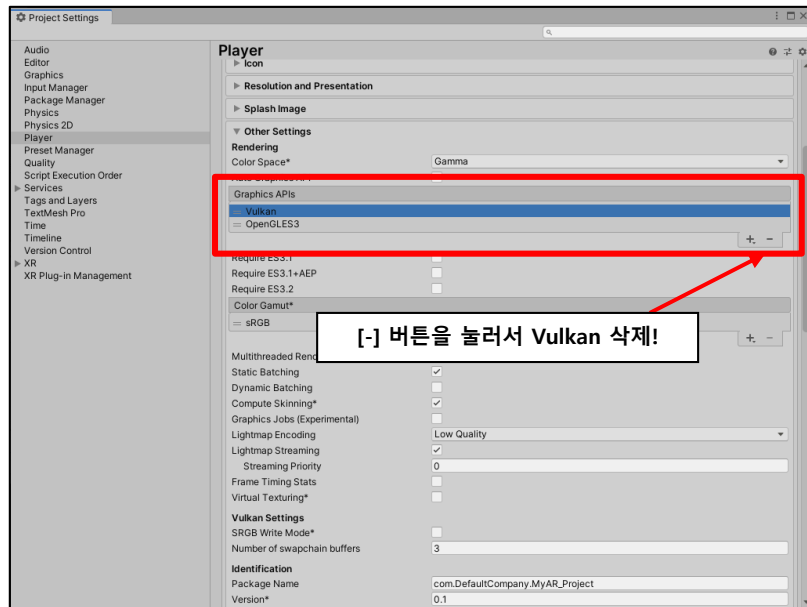 Project Settings
Audio
Editor
Graphics
Input Manager
Package Manager
Physics
Physics 2D
Player
Preset Manager
Quality
Script Execution Order
Services
Tags and Layers
TextMesh Pro
Time
Timeline
Version Control
XR
XR Plug-in Management
Player
Icon
Resolution and Presentation
Splash Image
Other Settings
Rendering
Color Space* Gamma
Graphics APIs
Vulkan
OpenGLES3
Require ES3.1
Require ES3.1+AEP
Require ES3.2
Color Gamut*
sRGB
[-] 버튼을 눌러서 Vulkan 삭제!
Multithreaded
Static Batching
Dynamic Batching
Compute Skinning*
Graphics Jobs (Experimental)
Lightmap Encoding Low Quality
Lightmap Streaming
Streaming Priority 0
Frame Timing Stats
Virtual Texturing*
Vulkan Settings
SRGB Write Mode*
Number of swapchain buffers 3
Identification
Package Name com.DefaultCompany.MyAR_Project
Version* 0.1